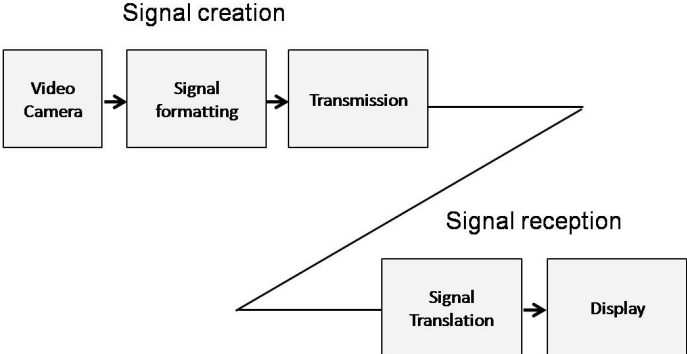 Signal creation
Video
Camera
Signal
formatting
Transmission
Signal reception
Signal
Translation
Display